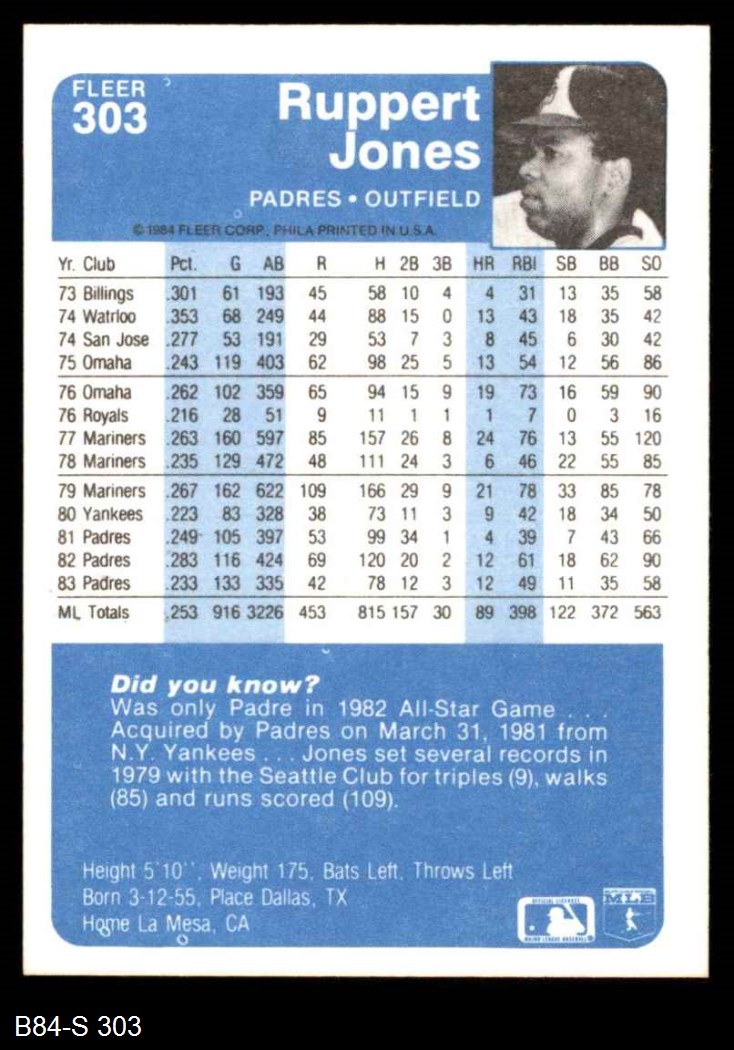 FLEER
303
Ruppert
Jones
PADRES • OUTFIELD
© 1984 FLEER CORP., PHILA PRINTED IN U.S.A.
Yr. Club Pct. G AB R H 2B 3B HR RBI SB BB SO
73 Billings .301 61 193 45 58 10 4 4 31 13 35 58
74 Watrloo .353 68 249 44 88 15 0 13 43 18 35 42
74 San Jose .277 53 191 29 53 7 3 8 45 6 30 42
75 Omaha .243 119 403 62 98 25 5 13 54 12 56 86
76 Omaha .262 102 359 65 94 15 9 19 73 16 59 90
76 Royals .216 28 51 9 11 1 1 1 7 0 3 16
77 Mariners .263 160 597 85 157 26 8 24 76 13 55 120
78 Mariners .235 129 472 48 111 24 3 6 46 22 55 85
79 Mariners .267 162 622 109 166 29 9 21 78 33 85 78
80 Yankees .223 83 328 38 73 11 3 9 42 18 34 50
81 Padres .249 105 397 53 99 34 1 4 39 7 43 66
82 Padres .283 116 424 69 120 20 2 12 61 18 62 90
83 Padres .233 133 335 42 78 12 3 12 49 11 35 58
ML Totals .253 916 3226 453 815 157 30 89 398 122 372 563
Did you know?
Was only Padre in 1982 All-Star Game . . .
Acquired by Padres on March 31, 1981 from
N.Y. Yankees . . . Jones set several records in
1979 with the Seattle Club for triples (9), walks
(85) and runs scored (109).
Height 5'10'', Weight 175, Bats Left, Throws Left
Born 3-12-55, Place Dallas, TX
Home La Mesa, CA
OFFICIAL LICENSEE
MAJOR LEAGUE BASEBALL
MLB
B84-S 303